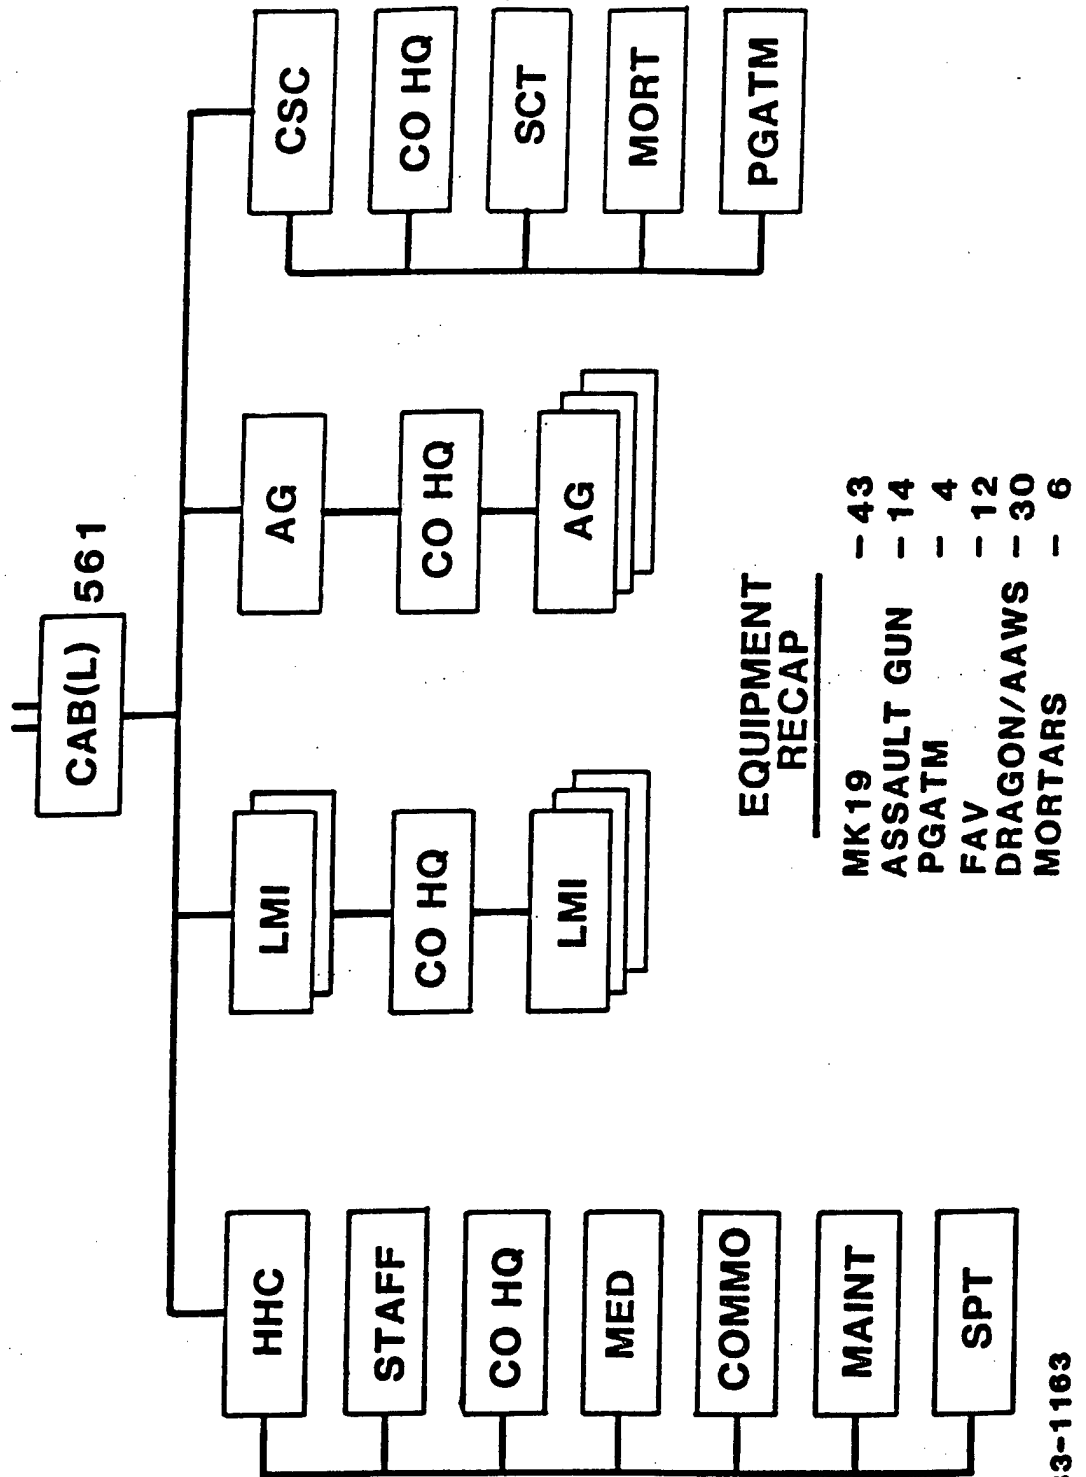 CAB(L) 561
HHC
STAFF
CO HQ
MED
COMMO
MAINT
SPT
LMI
CO HQ
LMI
AG
CO HQ
AG
CSC
CO HQ
SCT
MORT
PGATM
EQUIPMENT
RECAP
MK19 - 43
ASSAULT GUN - 14
PGATM - 4
FAV - 12
DRAGON/AAWS - 30
MORTARS - 6
33-1163